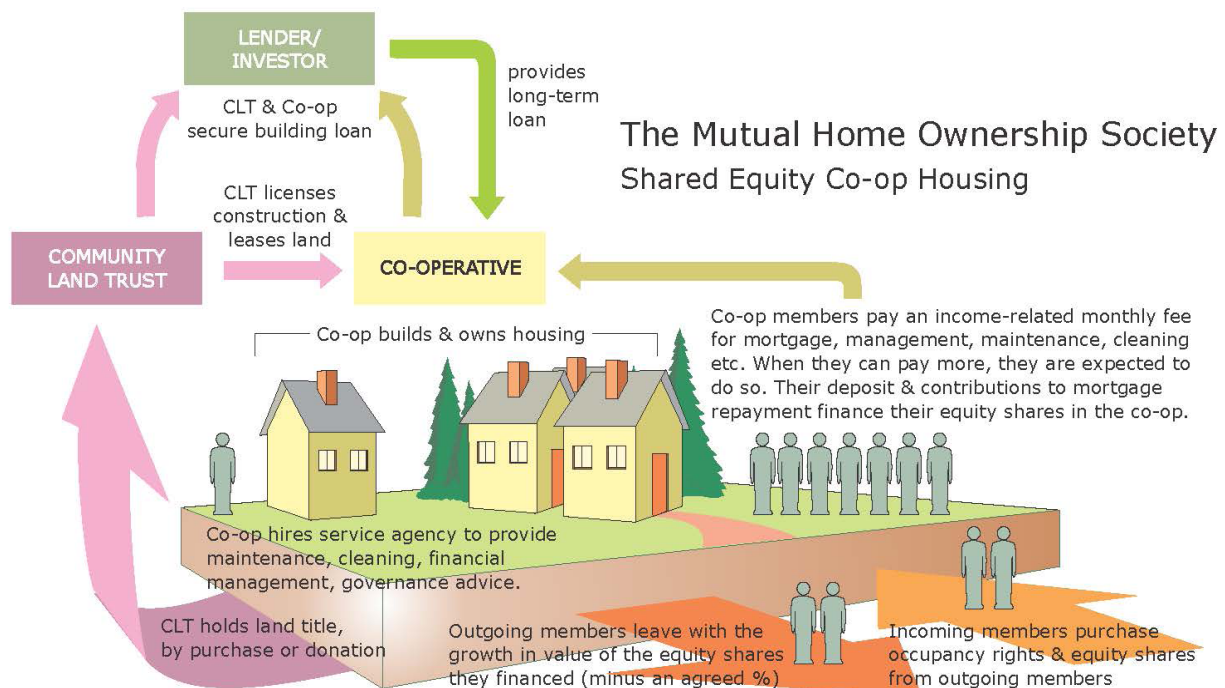 LENDER/
INVESTOR
provides
long-term
loan
CLT & Co-op
secure building loan
The Mutual Home Ownership Society
Shared Equity Co-op Housing
CLT licenses
construction &
leases land
COMMUNITY
LAND TRUST
CO-OPERATIVE
Co-op builds & owns housing
Co-op members pay an income-related monthly fee
for mortgage, management, maintenance, cleaning
etc. When they can pay more, they are expected to
do so. Their deposit & contributions to mortgage
repayment finance their equity shares in the co-op.
Co-op hires service agency to provide
maintenance, cleaning, financial
management, governance advice.
CLT holds land title,
by purchase or donation
Outgoing members leave with the
growth in value of the equity shares
they financed (minus an agreed %)
Incoming members purchase
occupancy rights & equity shares
from outgoing members